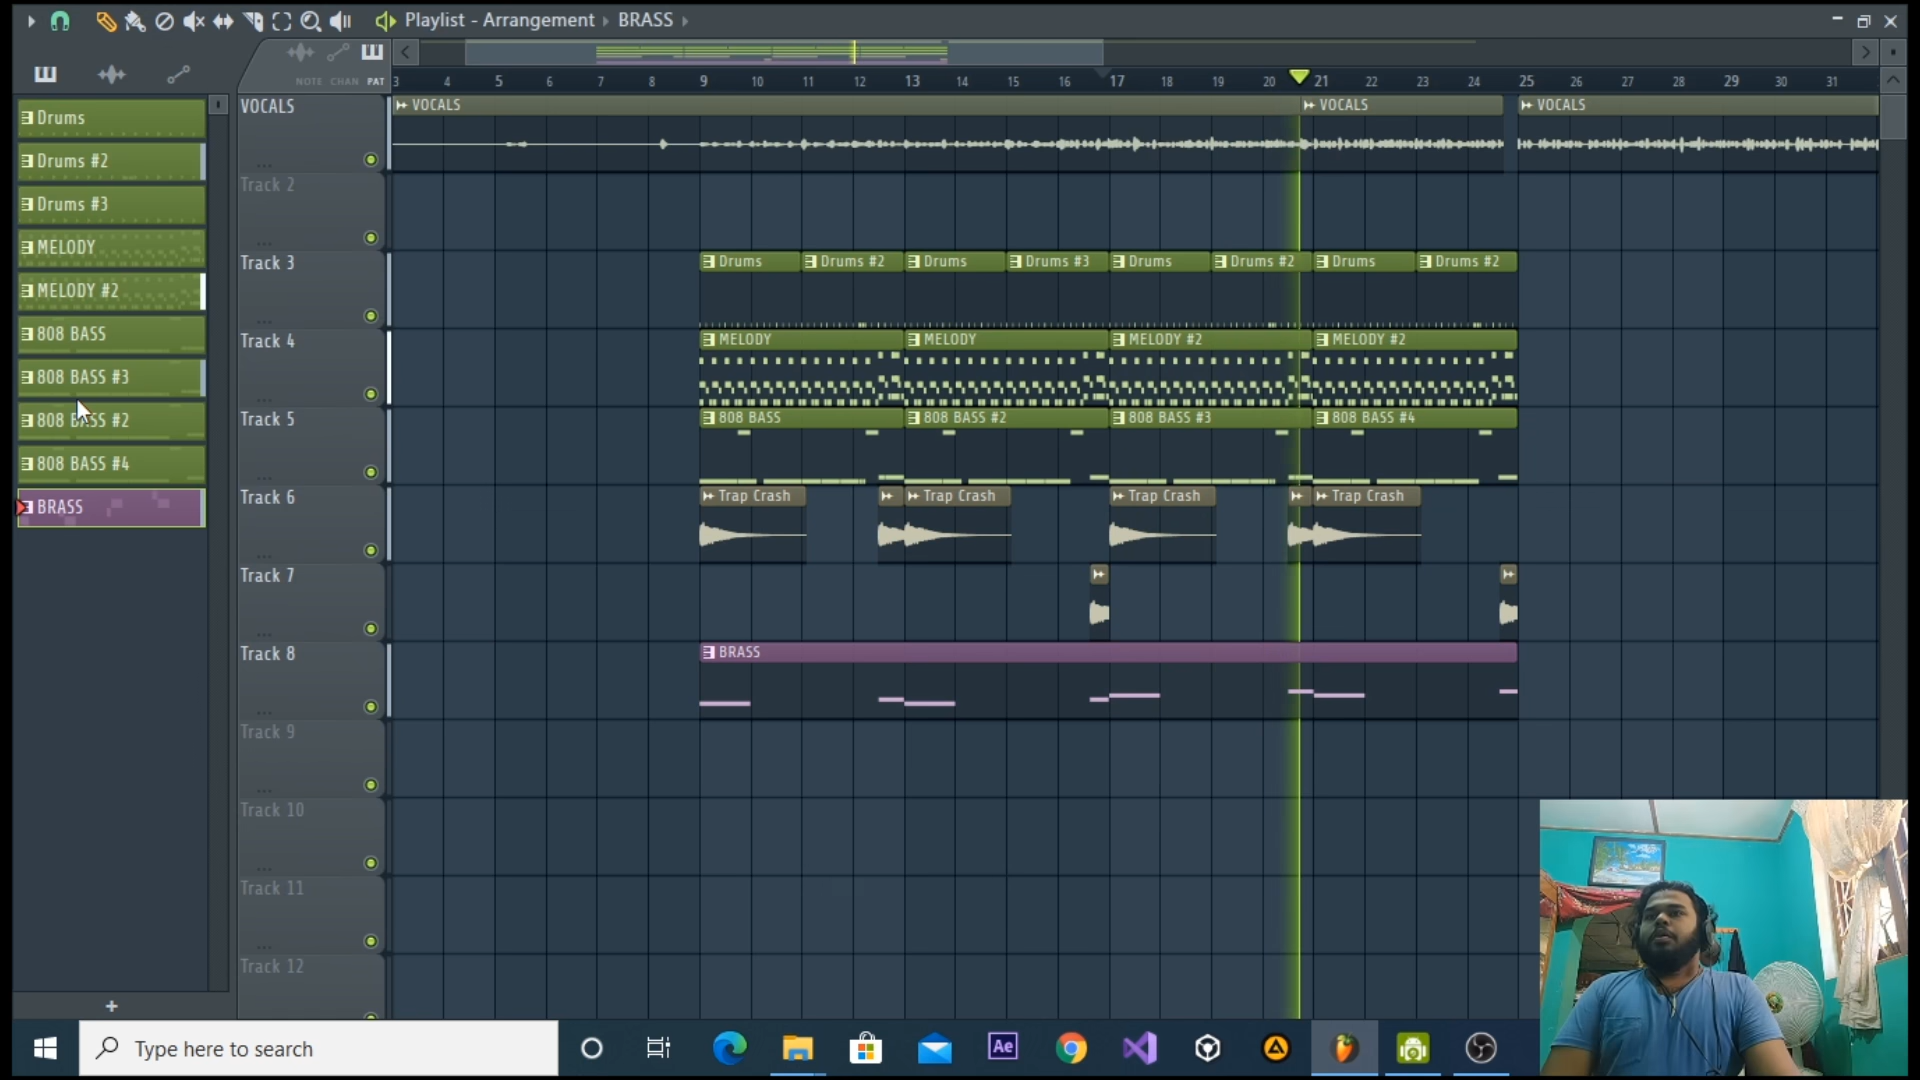 Playlist - Arrangement › BRASS ›
NOTE CHAN PAT
3 4 5 6 7 8 9 10 11 12 13 14 15 16 17 18 19 20 21 22 23 24 25 26 27 28 29 30 31
Drums
Drums #2
Drums #3
MELODY
MELODY #2
808 BASS
808 BASS #3
808 BASS #2
808 BASS #4
BRASS
+
VOCALS
VOCALS VOCALS VOCALS
Track 2
Track 3
Drums Drums #2 Drums Drums #3 Drums Drums #2 Drums Drums #2
Track 4
MELODY MELODY MELODY #2 MELODY #2
Track 5
808 BASS 808 BASS #2 808 BASS #3 808 BASS #4
Track 6
Trap Crash Trap Crash Trap Crash Trap Crash
Track 7
Track 8
BRASS
Track 9
Track 10
Track 11
Track 12
Type here to search
Ae